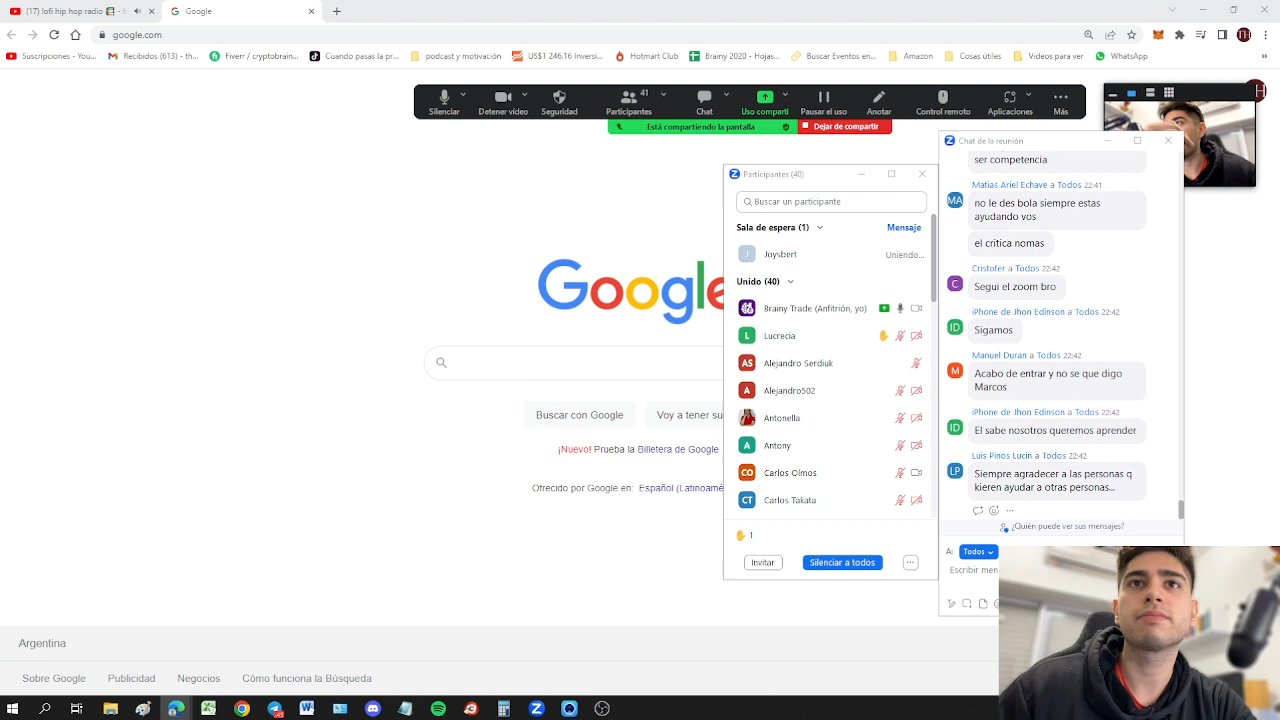 (17) lofi hip hop radio
Google
google.com
Suscripciones - You...
Recibidos (613) - th...
Fiverr / cryptobrain...
Cuando pasas la pr...
podcast y motivación
US$1 246.16 Inversi...
Hotmart Club
Brainy 2020 - Hojas...
Buscar Eventos en...
Amazon
Cosas útiles
Videos para ver
WhatsApp
»
41
Silenciar
Detener video
Seguridad
Participantes
Chat
Uso comparti
Pausar el uso
Anotar
Control remoto
Aplicaciones
Más
Está compartiendo la pantalla
Dejar de compartir
Participantes (40)
Buscar un participante
Sala de espera (1)
Mensaje
J
Joysbert
Uniendo...
Unido (40)
Brainy Trade (Anfitrión, yo)
L
Lucrecia
AS
Alejandro Serdiuk
A
Alejandro502
Antonella
A
Antony
CO
Carlos Olmos
CT
Carlos Takata
1
Invitar
Silenciar a todos
...
Chat de la reunión
ser competencia
Matias Ariel Echave a Todos 22:41
MA
no le des bola siempre estas
ayudando vos
el critica nomas
Cristofer a Todos 22:42
C
Segui el zoom bro
iPhone de Jhon Edinson a Todos 22:42
ID
Sigamos
Manuel Duran a Todos 22:42
M
Acabo de entrar y no se que digo
Marcos
iPhone de Jhon Edinson a Todos 22:42
ID
El sabe nosotros queremos aprender
Luis Pinos Lucin a Todos 22:42
LP
Siempre agradecer a las personas q
kieren ayudar a otras personas..
¿Quién puede ver sus mensajes?
A:
Todos
Escribir men
Google
Buscar con Google
Voy a tener su
¡Nuevo! Prueba la Billetera de Google
Ofrecido por Google en:
Español (Latinoamé
Argentina
Sobre Google
Publicidad
Negocios
Cómo funciona la Búsqueda